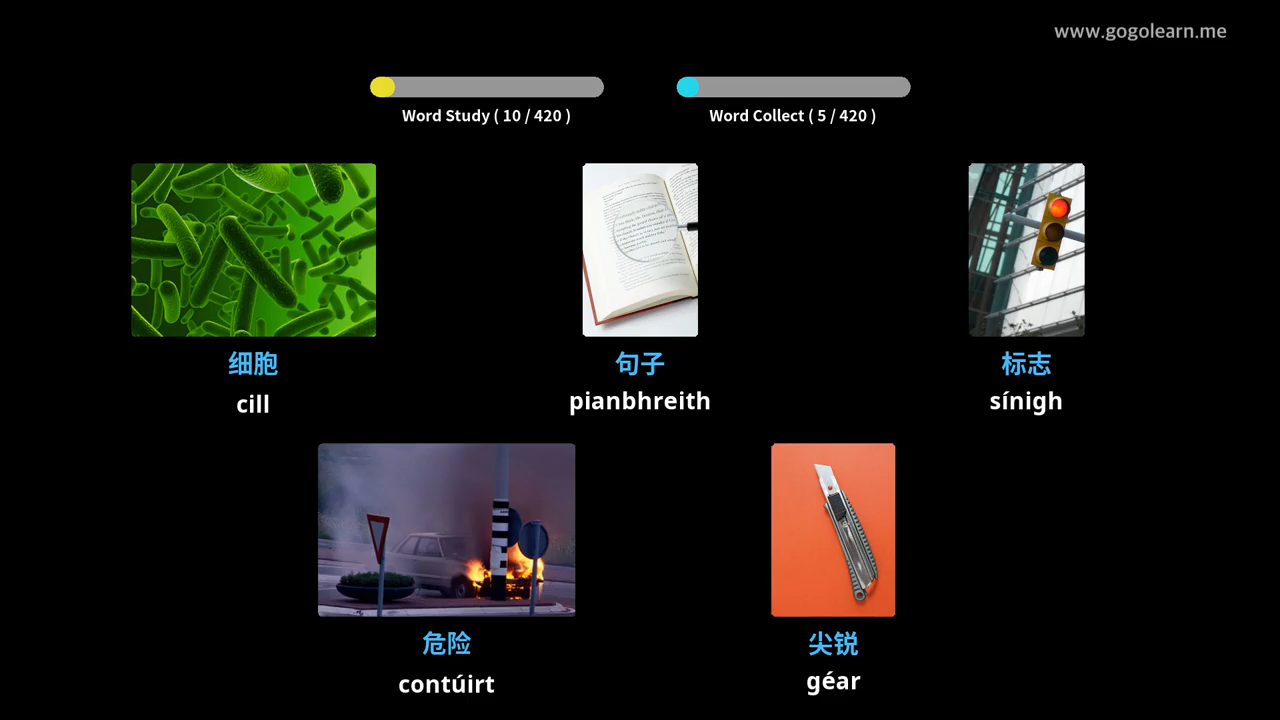 www.gogolearn.me
Word Study ( 10 / 420 )
Word Collect ( 5 / 420 )
细胞
句子
标志
cill
pianbhreith
sínigh
危险
尖锐
contúirt
géar